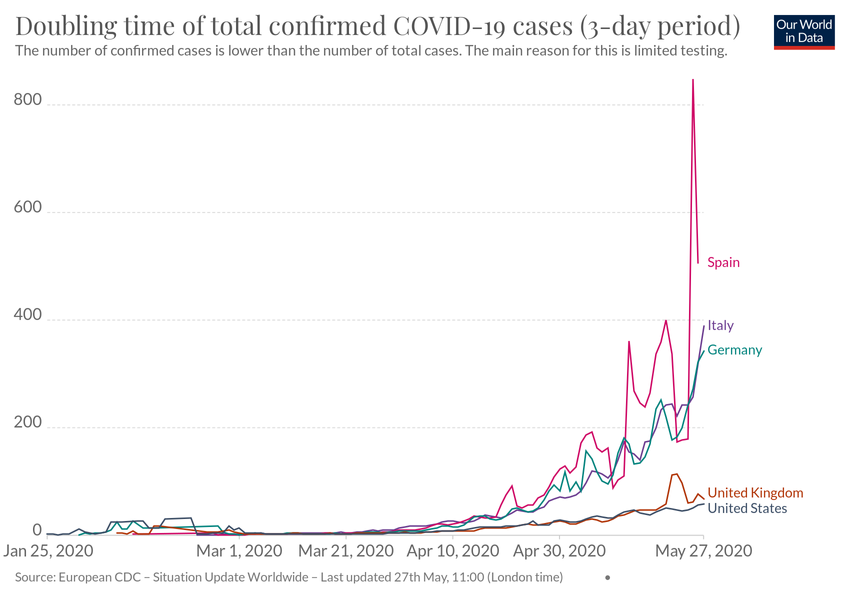 Doubling time of total confirmed COVID-19 cases (3-day period)
The number of confirmed cases is lower than the number of total cases. The main reason for this is limited testing.
Our World
in Data
800
600
400
200
0
Spain
Italy
Germany
United Kingdom
United States
Jan 25, 2020
Mar 1, 2020
Mar 21, 2020
Apr 10, 2020
Apr 30, 2020
May 27, 2020
Source: European CDC – Situation Update Worldwide – Last updated 27th May, 11:00 (London time)